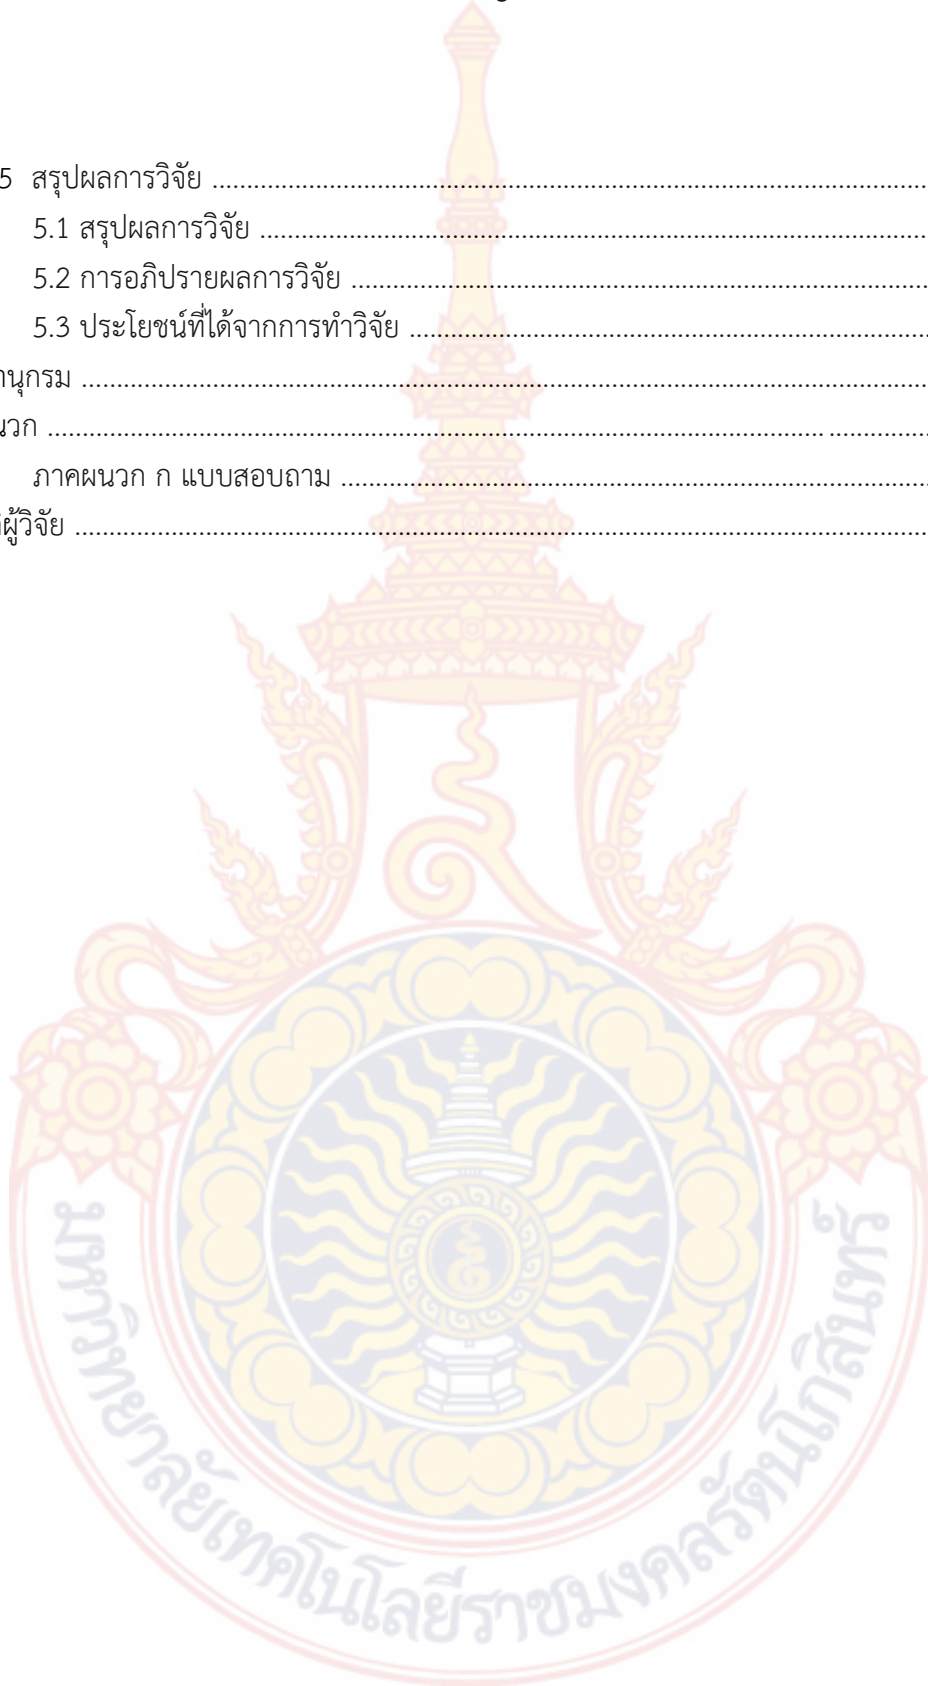 5 สรุปผลการวิจัย ................................................................................
5.1 สรุปผลการวิจัย ................................................................................
5.2 การอภิปรายผลการวิจัย ................................................................................
5.3 ประโยชน์ที่ได้จากการทำวิจัย ................................................................................
านุกรม ................................................................................
นวก ................................................................................
ภาคผนวก ก แบบสอบถาม ................................................................................
ผู้วิจัย ................................................................................
มหาวิทยาลัยเทคโนโลยีราชมงคลรัตนโกสินทร์